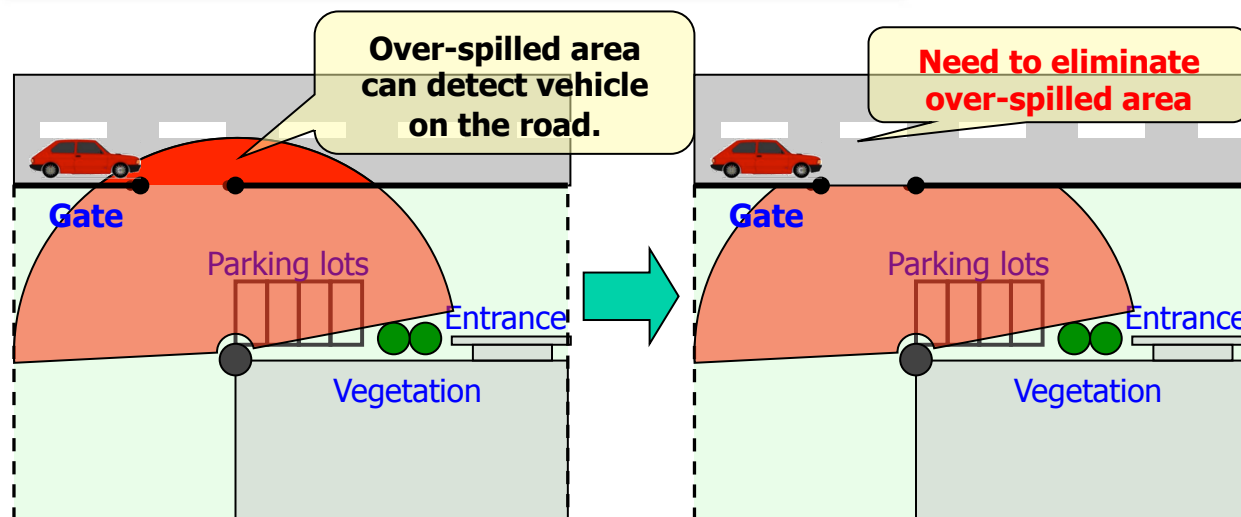 Over-spilled area
can detect vehicle
on the road.
Gate
Parking lots
Entrance
Vegetation
Need to eliminate
over-spilled area
Gate
Parking lots
Entrance
Vegetation